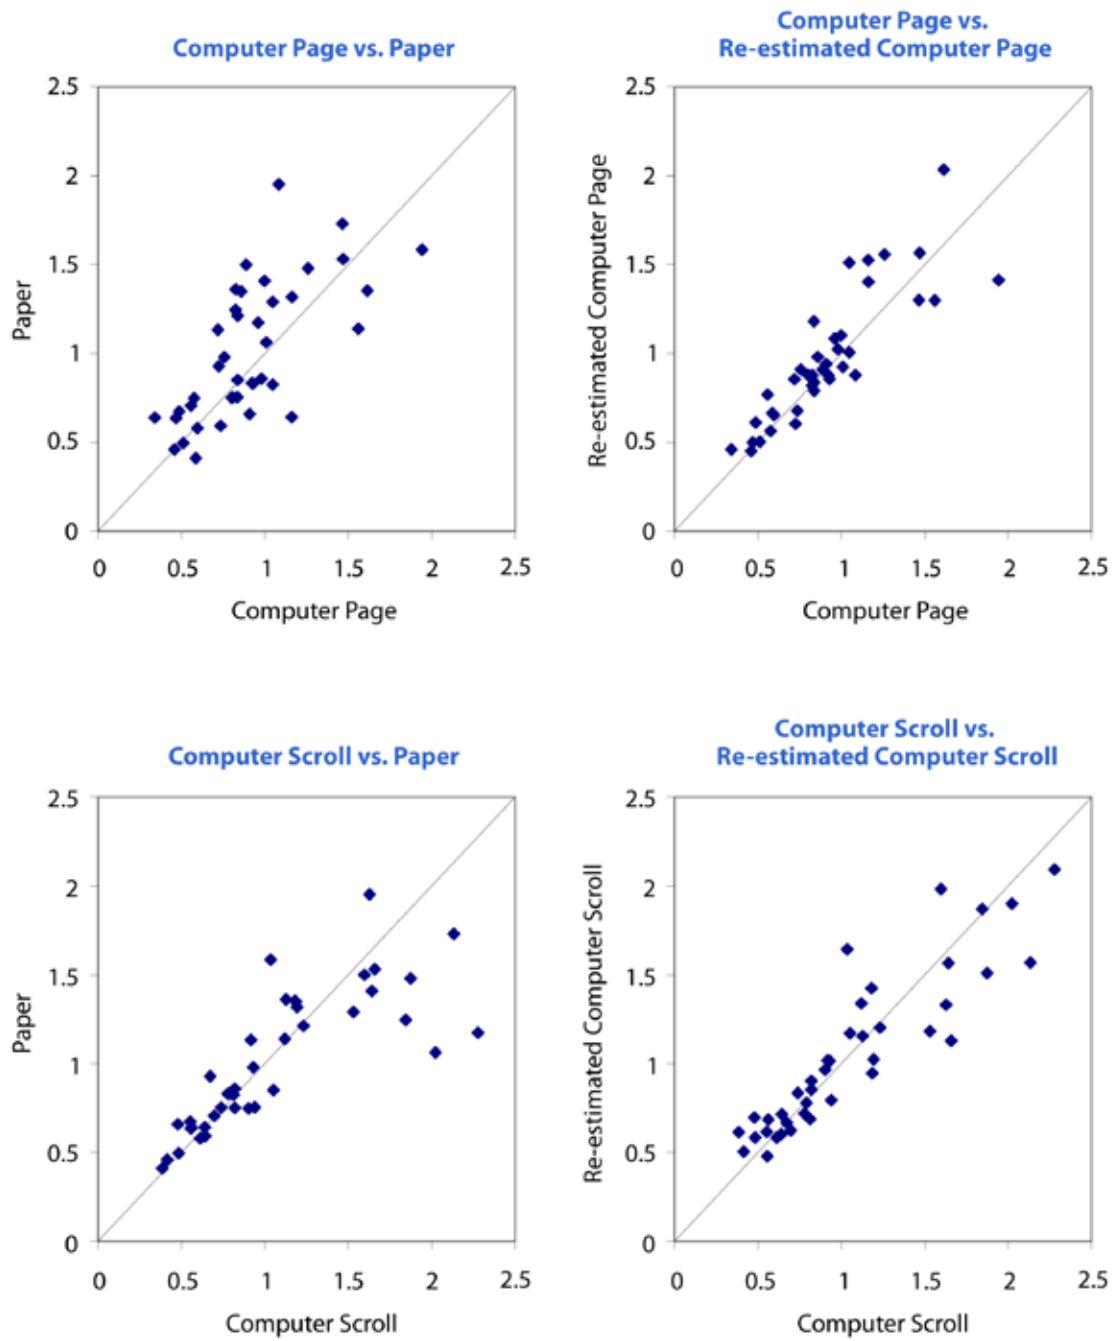 Computer Page vs. Paper
2.5
2
1.5
1
0.5
0
Paper
0 0.5 1 1.5 2 2.5
Computer Page
Computer Page vs.
Re-estimated Computer Page
2.5
2
1.5
1
0.5
0
Re-estimated Computer Page
0 0.5 1 1.5 2 2.5
Computer Page
Computer Scroll vs. Paper
2.5
2
1.5
1
0.5
0
Paper
0 0.5 1 1.5 2 2.5
Computer Scroll
Computer Scroll vs.
Re-estimated Computer Scroll
2.5
2
1.5
1
0.5
0
Re-estimated Computer Scroll
0 0.5 1 1.5 2 2.5
Computer Scroll